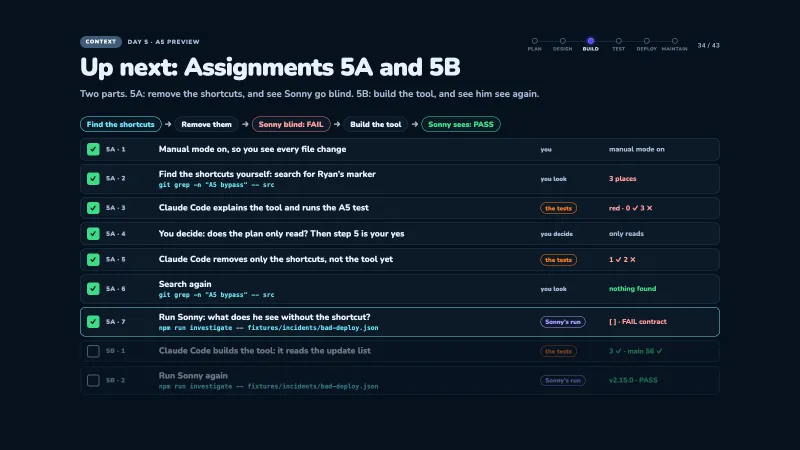 CONTEXT DAY 5 · A5 PREVIEW
PLAN DESIGN BUILD TEST DEPLOY MAINTAIN 34 / 43
Up next: Assignments 5A and 5B
Two parts. 5A: remove the shortcuts, and see Sonny go blind. 5B: build the tool, and see him see again.
Find the shortcuts → Remove them → Sonny blind: FAIL → Build the tool → Sonny sees: PASS
5A · 1 Manual mode on, so you see every file change you manual mode on
5A · 2 Find the shortcuts yourself: search for Ryan's marker you look 3 places
git grep -n "A5 bypass" -- src
5A · 3 Claude Code explains the tool and runs the A5 test the tests red · 0 ✓ 3 ✕
5A · 4 You decide: does the plan only read? Then step 5 is your yes you decide only reads
5A · 5 Claude Code removes only the shortcuts, not the tool yet the tests 1 ✓ 2 ✕
5A · 6 Search again you look nothing found
git grep -n "A5 bypass" -- src
5A · 7 Run Sonny: what does he see without the shortcut? Sonny's run [ ] · FAIL contract
npm run investigate -- fixtures/incidents/bad-deploy.json
5B · 1 Claude Code builds the tool: it reads the update list the tests 3 ✓ · main 56 ✓
5B · 2 Run Sonny again Sonny's run v2.15.0 · PASS
npm run investigate -- fixtures/incidents/bad-deploy.json